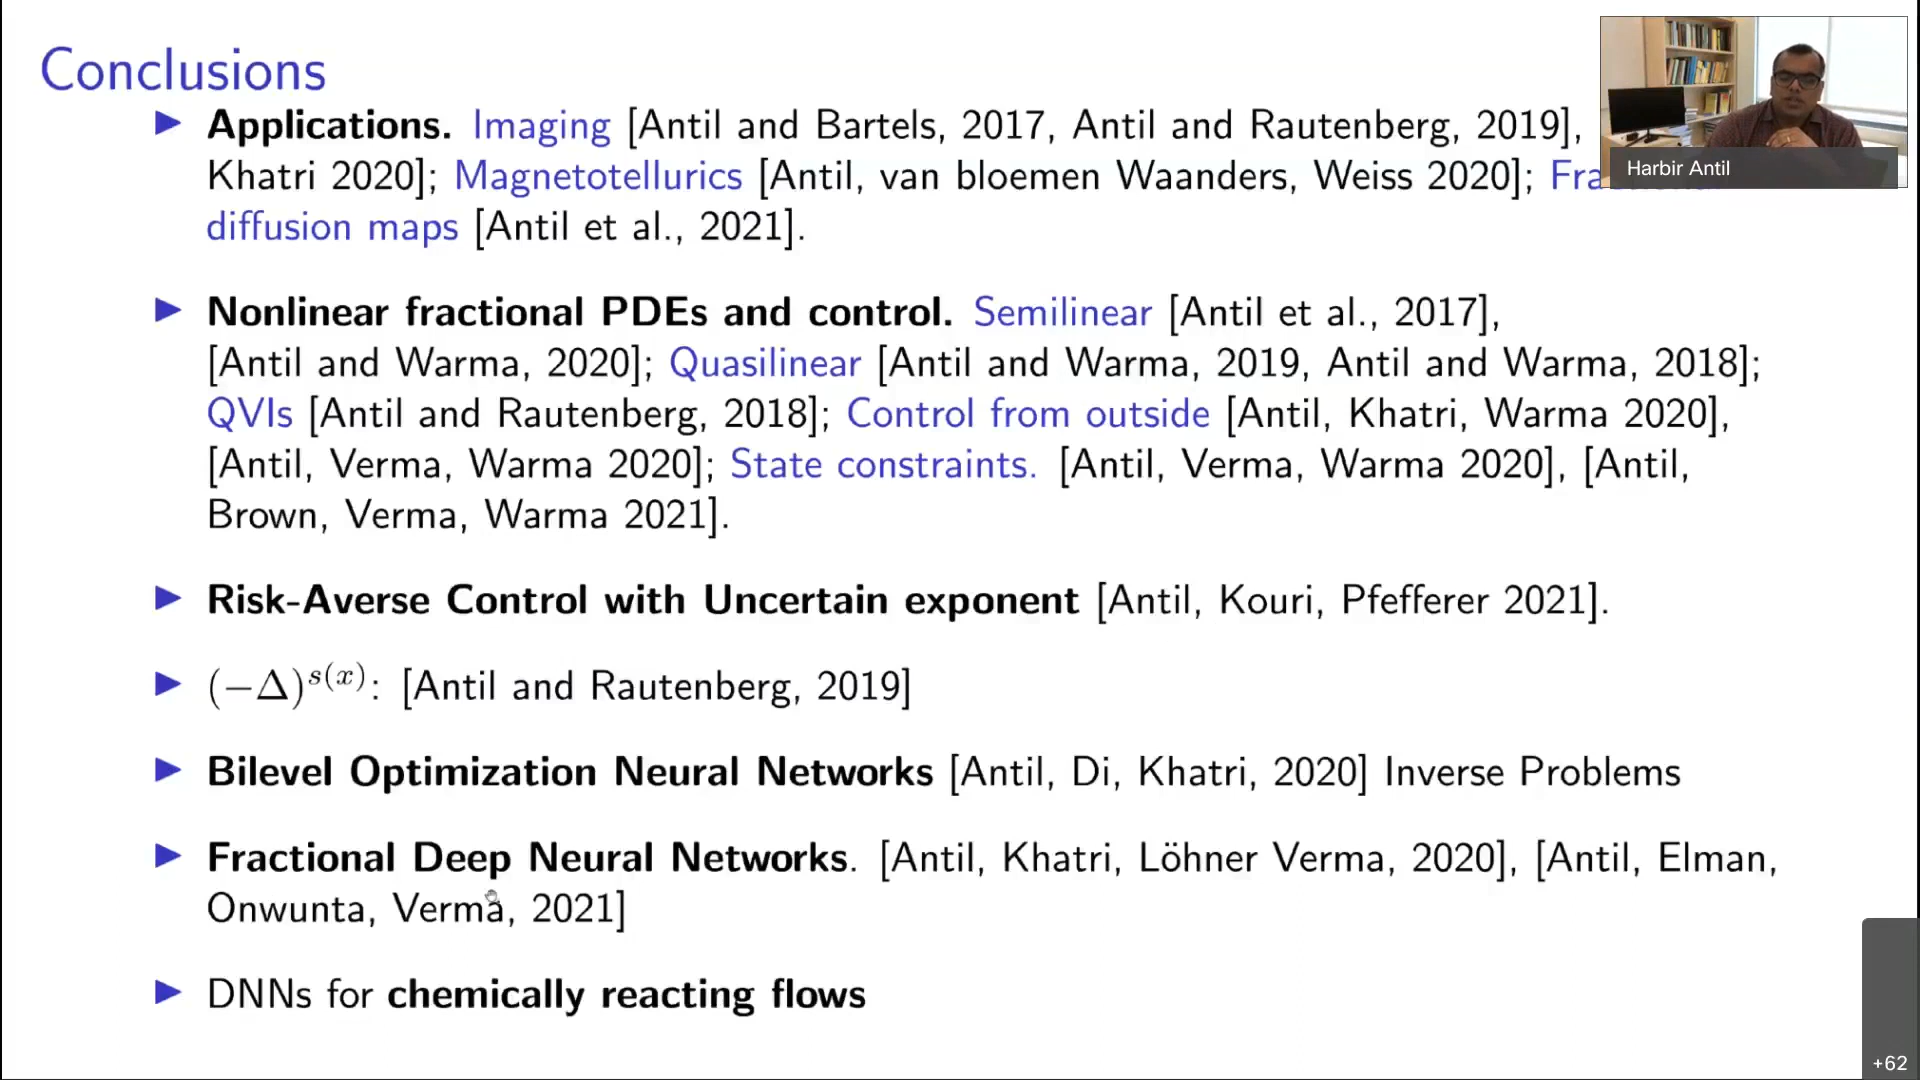 Conclusions
▶ Applications. Imaging [Antil and Bartels, 2017, Antil and Rautenberg, 2019],
Harbir Antil
Khatri 2020]; Magnetotellurics [Antil, van bloemen Waanders, Weiss 2020];
diffusion maps [Antil et al., 2021].
▶ Nonlinear fractional PDEs and control. Semilinear [Antil et al., 2017],
[Antil and Warma, 2020]; Quasilinear [Antil and Warma, 2019, Antil and Warma, 2018];
QVIs [Antil and Rautenberg, 2018]; Control from outside [Antil, Khatri, Warma 2020],
[Antil, Verma, Warma 2020]; State constraints. [Antil, Verma, Warma 2020], [Antil,
Brown, Verma, Warma 2021].
▶ Risk-Averse Control with Uncertain exponent [Antil, Kouri, Pfefferer 2021].
▶ (−Δ)^{s(x)}: [Antil and Rautenberg, 2019]
▶ Bilevel Optimization Neural Networks [Antil, Di, Khatri, 2020] Inverse Problems
▶ Fractional Deep Neural Networks. [Antil, Khatri, Löhner Verma, 2020], [Antil, Elman,
Onwunta, Verma, 2021]
▶ DNNs for chemically reacting flows
+62